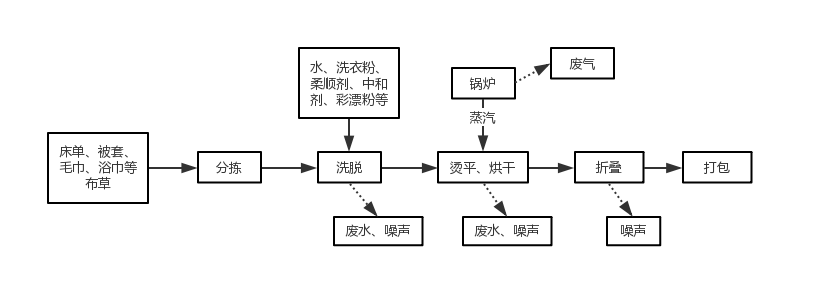 水、洗衣粉、
柔顺剂、中和
剂、彩漂粉等
锅炉
废气
蒸汽
床单、被套、
毛巾、浴巾等
布草
分拣
洗脱
烫平、烘干
折叠
打包
废水、噪声
废水、噪声
噪声